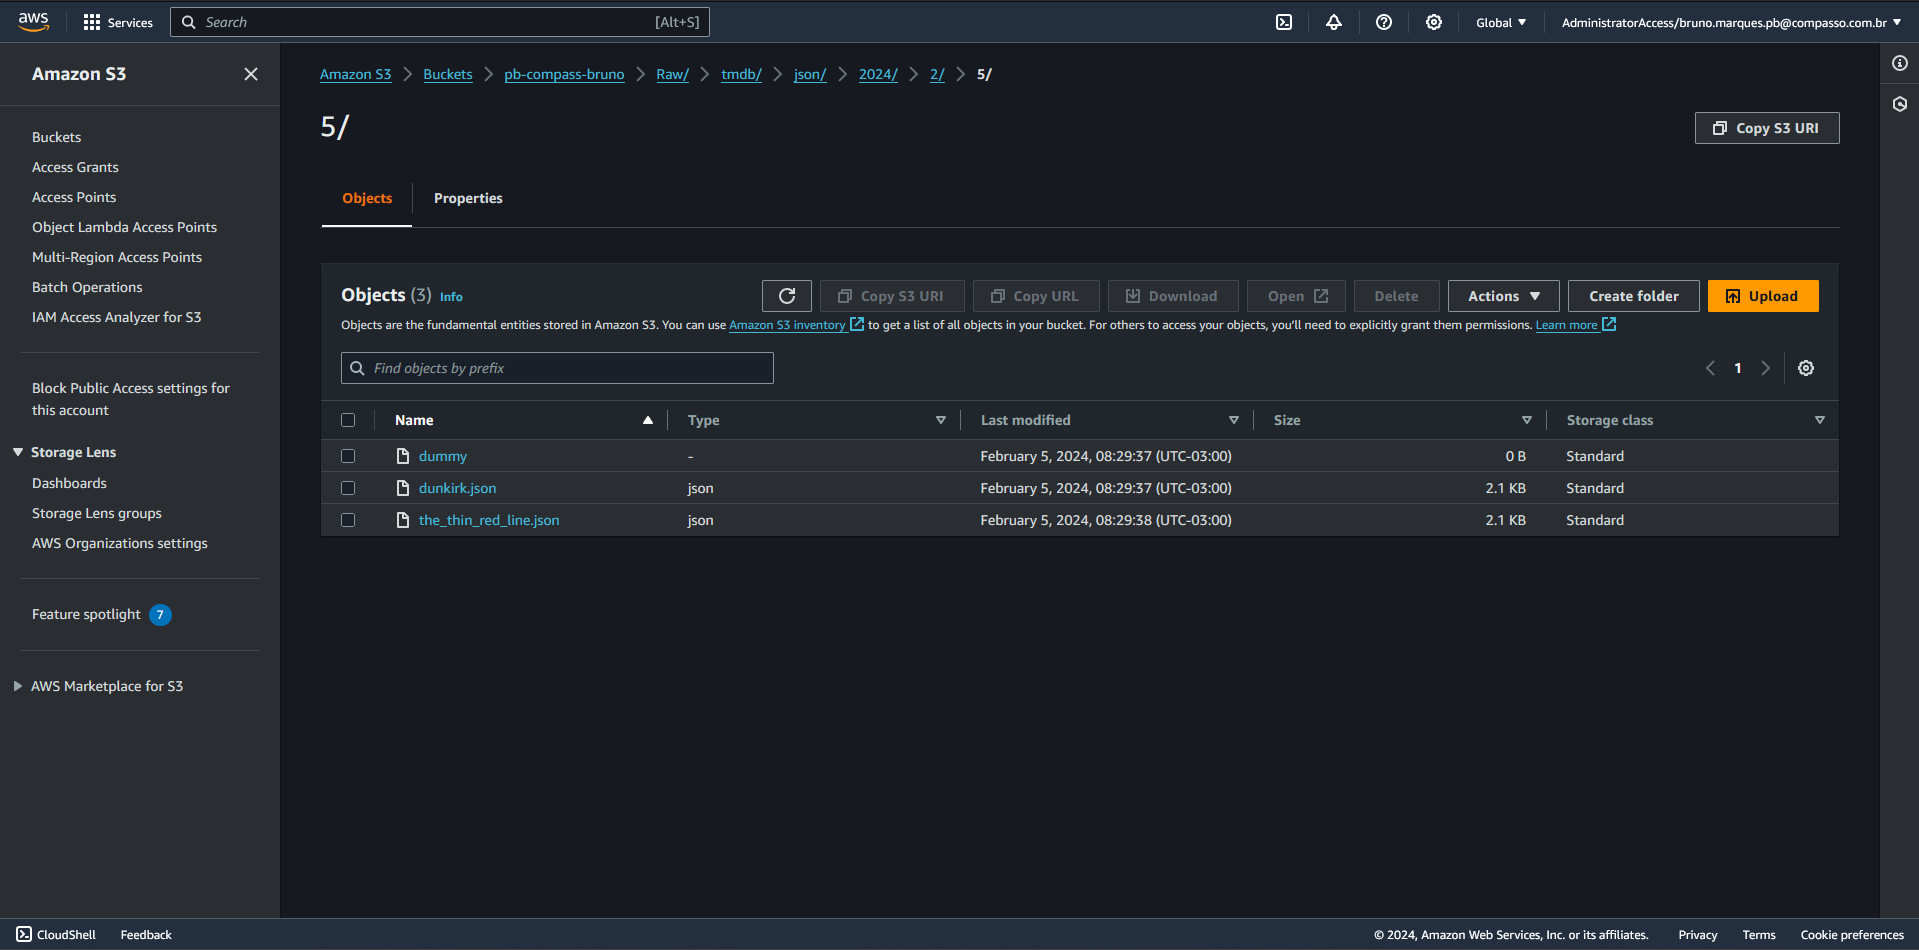 aws Services Search [Alt+S] Global AdministratorAccess/bruno.marques.pb@compasso.com.br
Amazon S3
Buckets
Access Grants
Access Points
Object Lambda Access Points
Multi-Region Access Points
Batch Operations
IAM Access Analyzer for S3
Block Public Access settings for
this account
Storage Lens
Dashboards
Storage Lens groups
AWS Organizations settings
Feature spotlight 7
AWS Marketplace for S3
Amazon S3 Buckets pb-compass-bruno Raw/ tmdb/ json/ 2024/ 2/ 5/
5/
Copy S3 URI
Objects Properties
Objects (3) Info
Copy S3 URI Copy URL Download Open Delete Actions Create folder Upload
Objects are the fundamental entities stored in Amazon S3. You can use Amazon S3 inventory to get a list of all objects in your bucket. For others to access your objects, you'll need to explicitly grant them permissions. Learn more
Find objects by prefix
1
Name Type Last modified Size Storage class
dummy - February 5, 2024, 08:29:37 (UTC-03:00) 0 B Standard
dunkirk.json json February 5, 2024, 08:29:37 (UTC-03:00) 2.1 KB Standard
the_thin_red_line.json json February 5, 2024, 08:29:38 (UTC-03:00) 2.1 KB Standard
CloudShell Feedback © 2024, Amazon Web Services, Inc. or its affiliates. Privacy Terms Cookie preferences